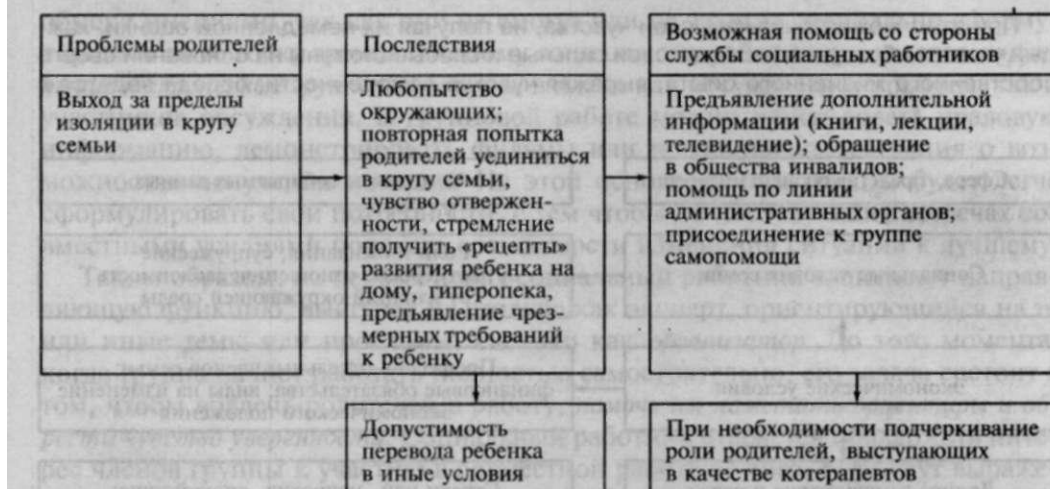 Проблемы родителей
Последствия
Возможная помощь со стороны
службы социальных работников
Выход за пределы
изоляции в кругу
семьи
Любопытство
окружающих;
повторная попытка
родителей уединиться
в кругу семьи,
чувство отвержен-
ности, стремление
получить «рецепты»
развития ребенка на
дому, гиперопека,
предъявление чрез-
мерных требований
к ребенку
Предъявление дополнительной
информации (книги, лекции,
телевидение); обращение
в общества инвалидов;
помощь по линии
административных органов;
присоединение к группе
самопомощи
Допустимость
перевода ребенка
в иные условия
При необходимости подчеркивание
роли родителей, выступающих
в качестве котерапевтов